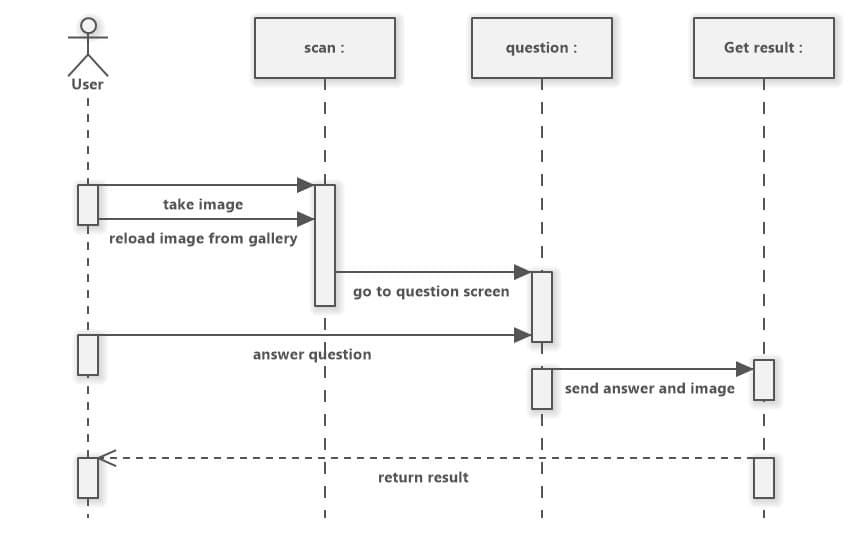 scan :
question :
Get result :
User
take image
reload image from gallery
go to question screen
answer question
send answer and image
return result